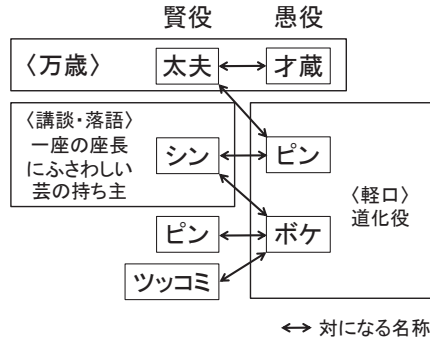 賢役 愚役
〈万歳〉 太夫 才蔵
〈講談・落語〉
一座の座長
にふさわしい
芸の持ち主
シン ピン
〈軽口〉
道化役
ピン ボケ
ツッコミ
対になる名称